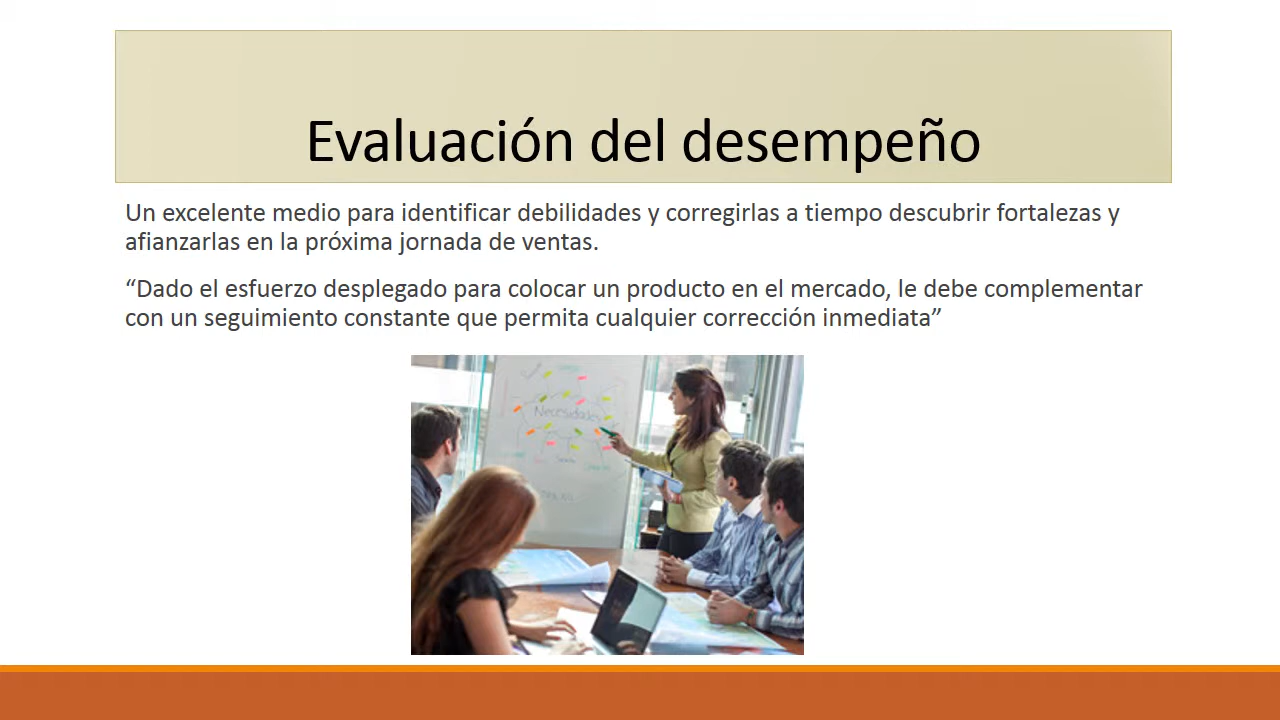 Evaluación del desempeño
Un excelente medio para identificar debilidades y corregirlas a tiempo descubrir fortalezas y
afianzarlas en la próxima jornada de ventas.
“Dado el esfuerzo desplegado para colocar un producto en el mercado, le debe complementar
con un seguimiento constante que permita cualquier corrección inmediata”
Necesidades